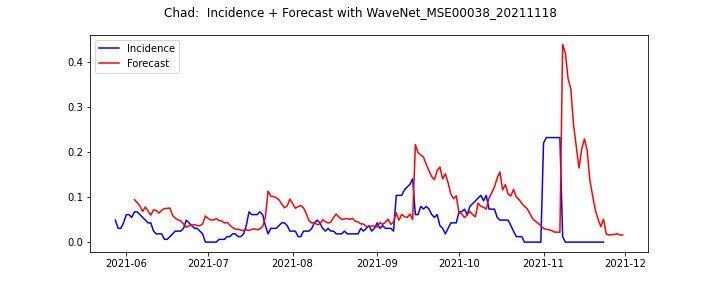 Chad:  Incidence + Forecast with WaveNet_MSE00038_20211118
Incidence
Forecast
0.4
0.3
0.2
0.1
0.0
2021-06 2021-07 2021-08 2021-09 2021-10 2021-11 2021-12